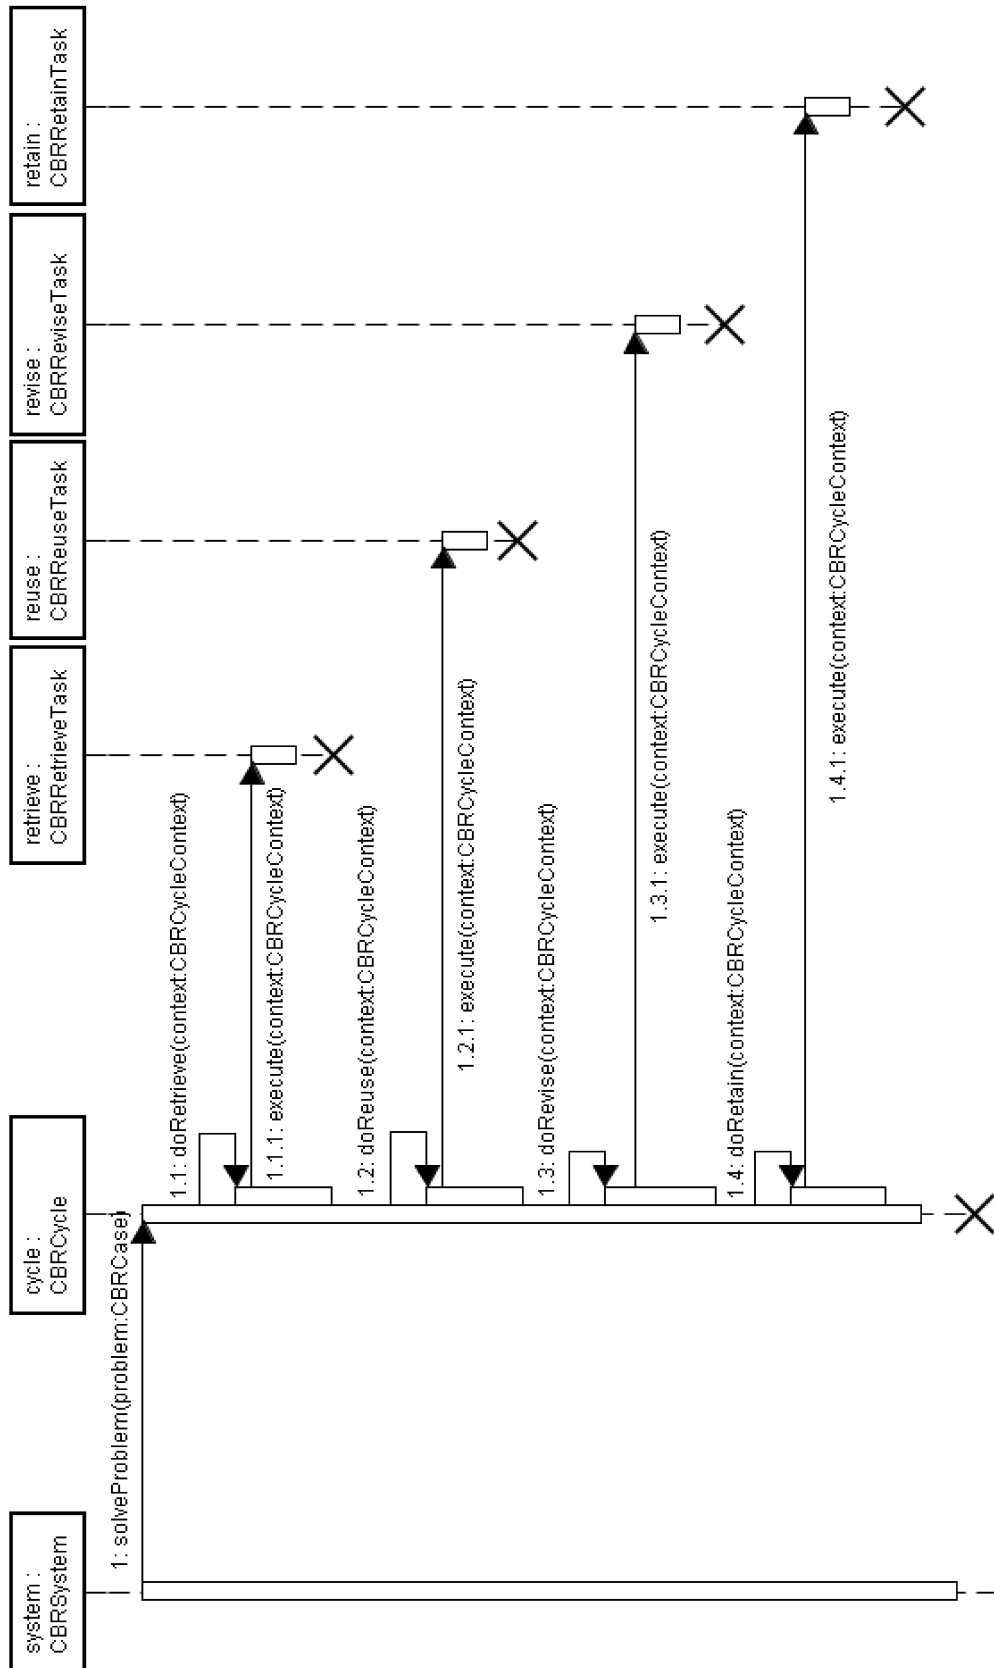 system :
CBRSystem
cycle :
CBRCycle
retrieve :
CBRRetrieveTask
reuse :
CBRReuseTask
revise :
CBRReviseTask
retain :
CBRRetainTask
1: solveProblem(problem:CBRCase)
1.1: doRetrieve(context:CBRCycleContext)
1.1.1: execute(context:CBRCycleContext)
1.2: doReuse(context:CBRCycleContext)
1.2.1: execute(context:CBRCycleContext)
1.3: doRevise(context:CBRCycleContext)
1.3.1: execute(context:CBRCycleContext)
1.4: doRetain(context:CBRCycleContext)
1.4.1: execute(context:CBRCycleContext)